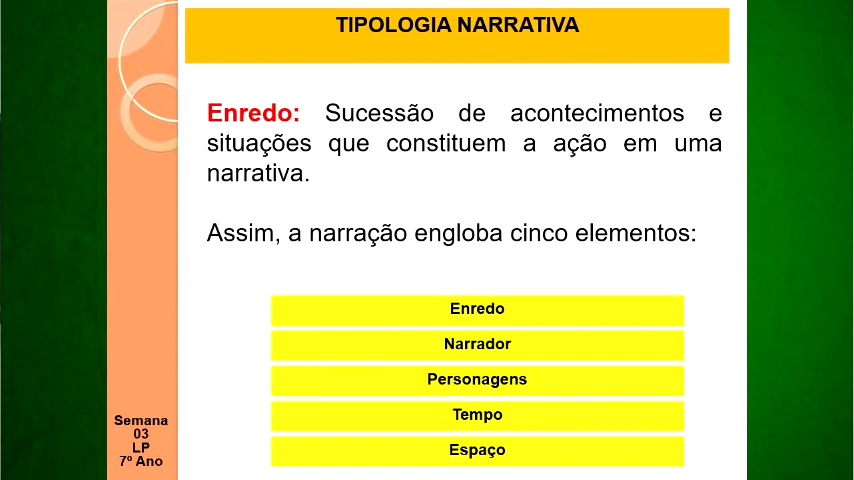 TIPOLOGIA NARRATIVA
Enredo: Sucessão de acontecimentos e
situações que constituem a ação em uma
narrativa.
Assim, a narração engloba cinco elementos:
Enredo
Narrador
Personagens
Tempo
Espaço
Semana
03
LP
7º Ano